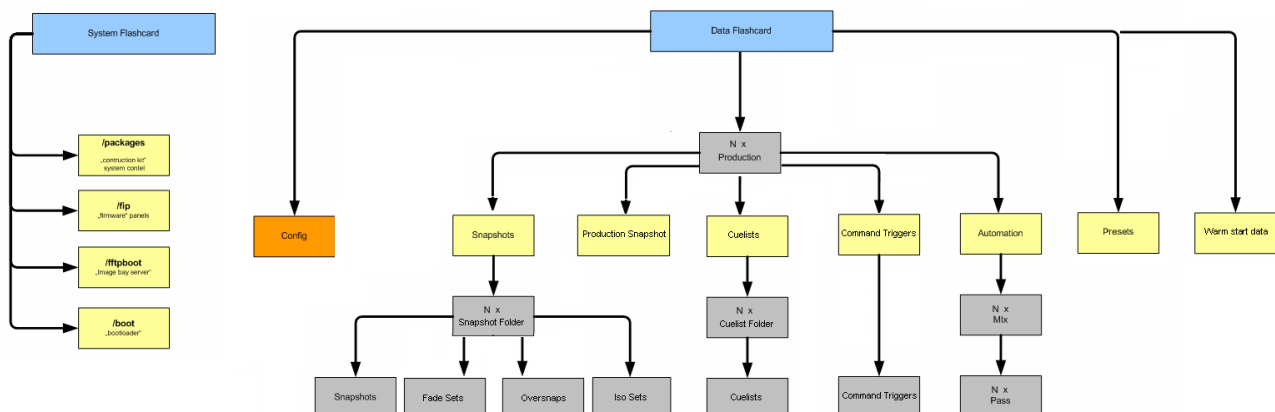 System Flashcard
Data Flashcard
/packages
„contruction kit"
system contel
/fip
„firmware" panels
/fftpboot
„Image bay server"
/boot
„bootloader"
N x
Production
Config
Snapshots
Production Snapshot
Cuelists
Command Triggers
Automation
Presets
Warm start data
N x
Snapshot Folder
N x
Cuelist Folder
N x
MIx
Snapshots
Fade Sets
Oversnaps
Iso Sets
Cuelists
Command Triggers
N x
Pass